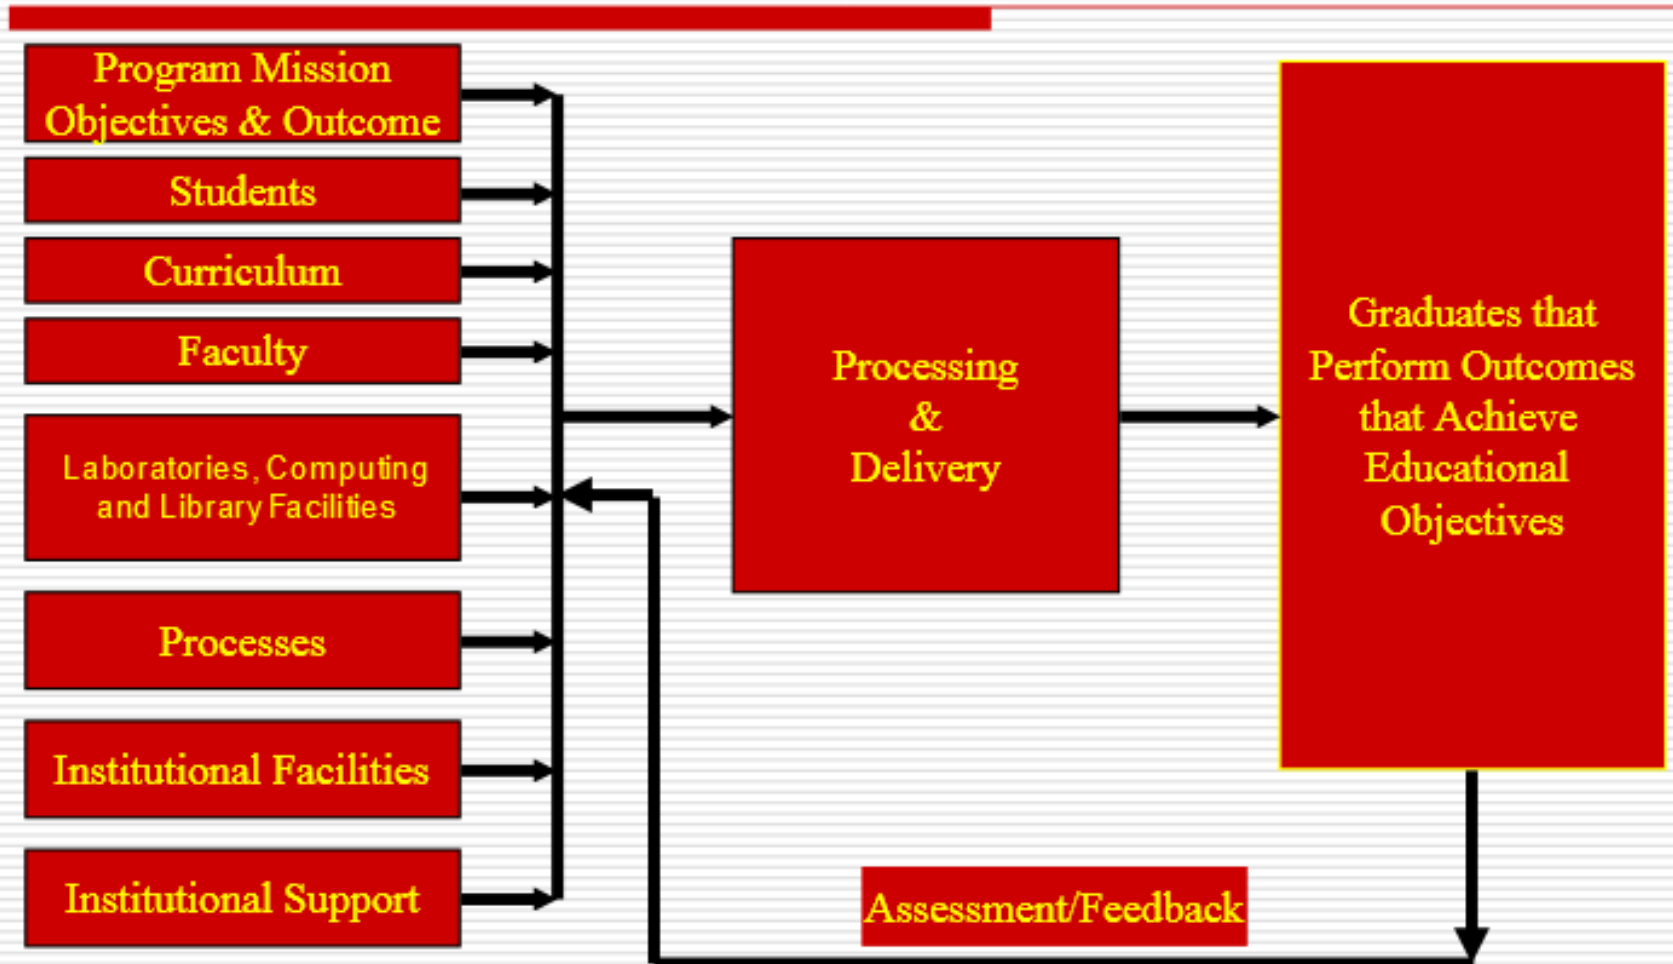 Program Mission
Objectives & Outcome
Students
Curriculum
Faculty
Laboratories, Computing
and Library Facilities
Processes
Institutional Facilities
Institutional Support
Processing
&
Delivery
Graduates that
Perform Outcomes
that Achieve
Educational
Objectives
Assessment/Feedback